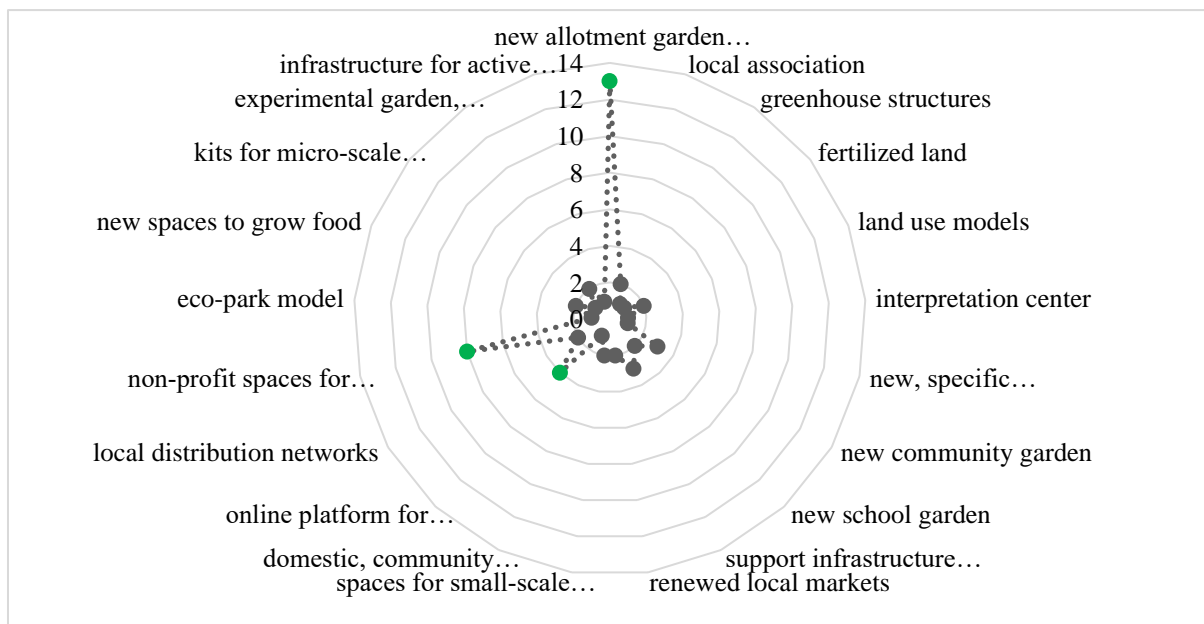 new allotment garden…
infrastructure for active…
14
local association
experimental garden,…
12
greenhouse structures
10
kits for micro-scale…
fertilized land
8
new spaces to grow food
6
land use models
4
2
eco-park model
interpretation center
0
non-profit spaces for…
new, specific…
local distribution networks
new community garden
online platform for…
new school garden
domestic, community…
support infrastructure…
spaces for small-scale…
renewed local markets